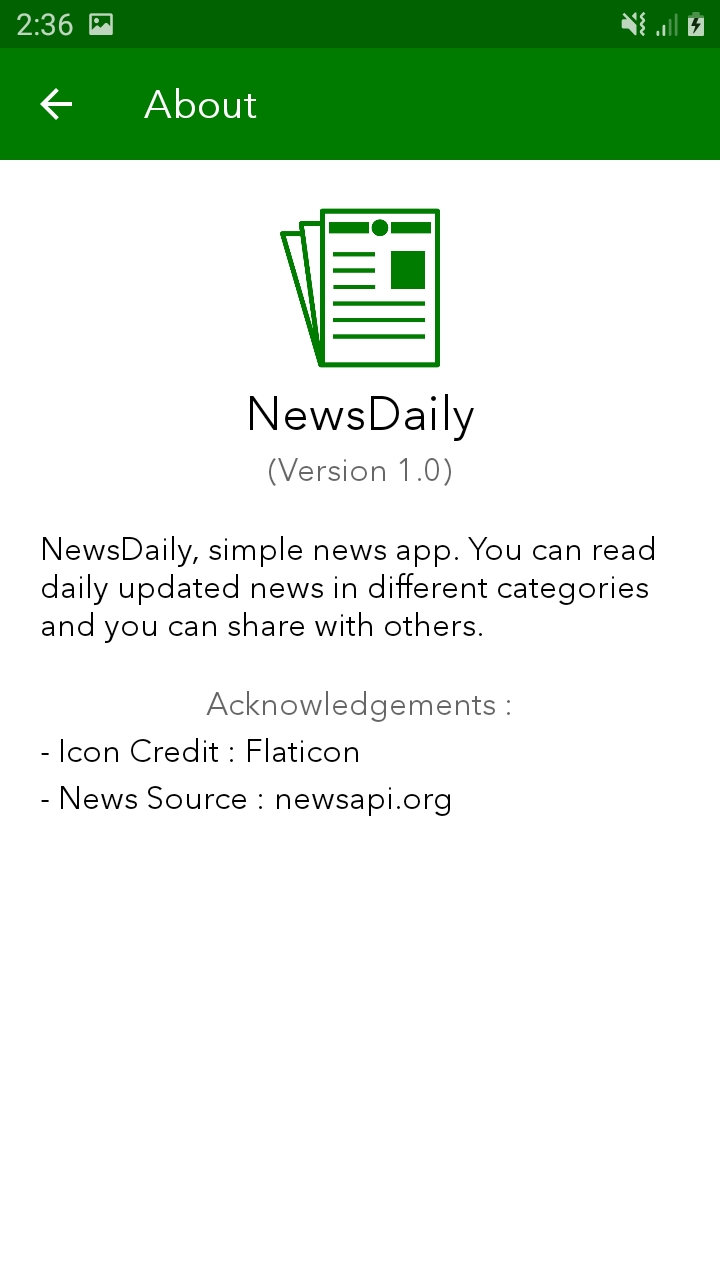 2:36
About
NewsDaily
(Version 1.0)
NewsDaily, simple news app. You can read
daily updated news in different categories
and you can share with others.
Acknowledgements :
- Icon Credit : Flaticon
- News Source : newsapi.org